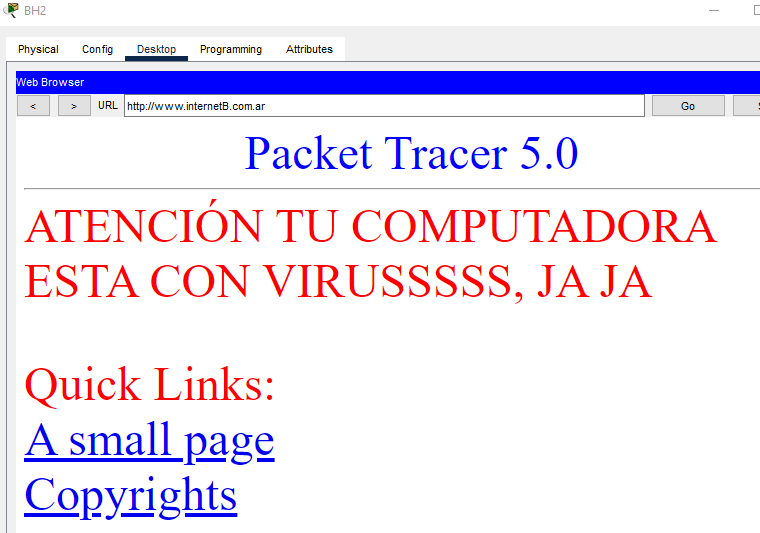 BH2
Physical Config Desktop Programming Attributes
Web Browser
< > URL http://www.internetB.com.ar Go
Packet Tracer 5.0
ATENCIÓN TU COMPUTADORA
ESTA CON VIRUSSSSS, JA JA
Quick Links:
A small page
Copyrights